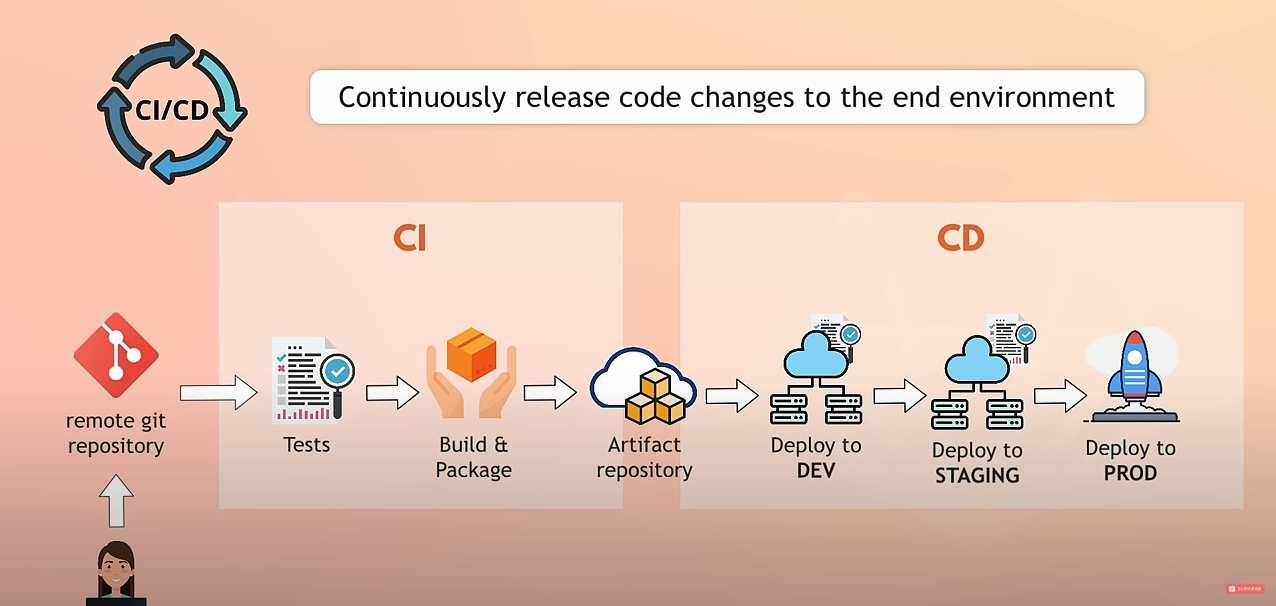 CI/CD
Continuously release code changes to the end environment
CI
CD
remote git
repository
Tests
Build &
Package
Artifact
repository
Deploy to
DEV
Deploy to
STAGING
Deploy to
PROD
SUBSCRIBE